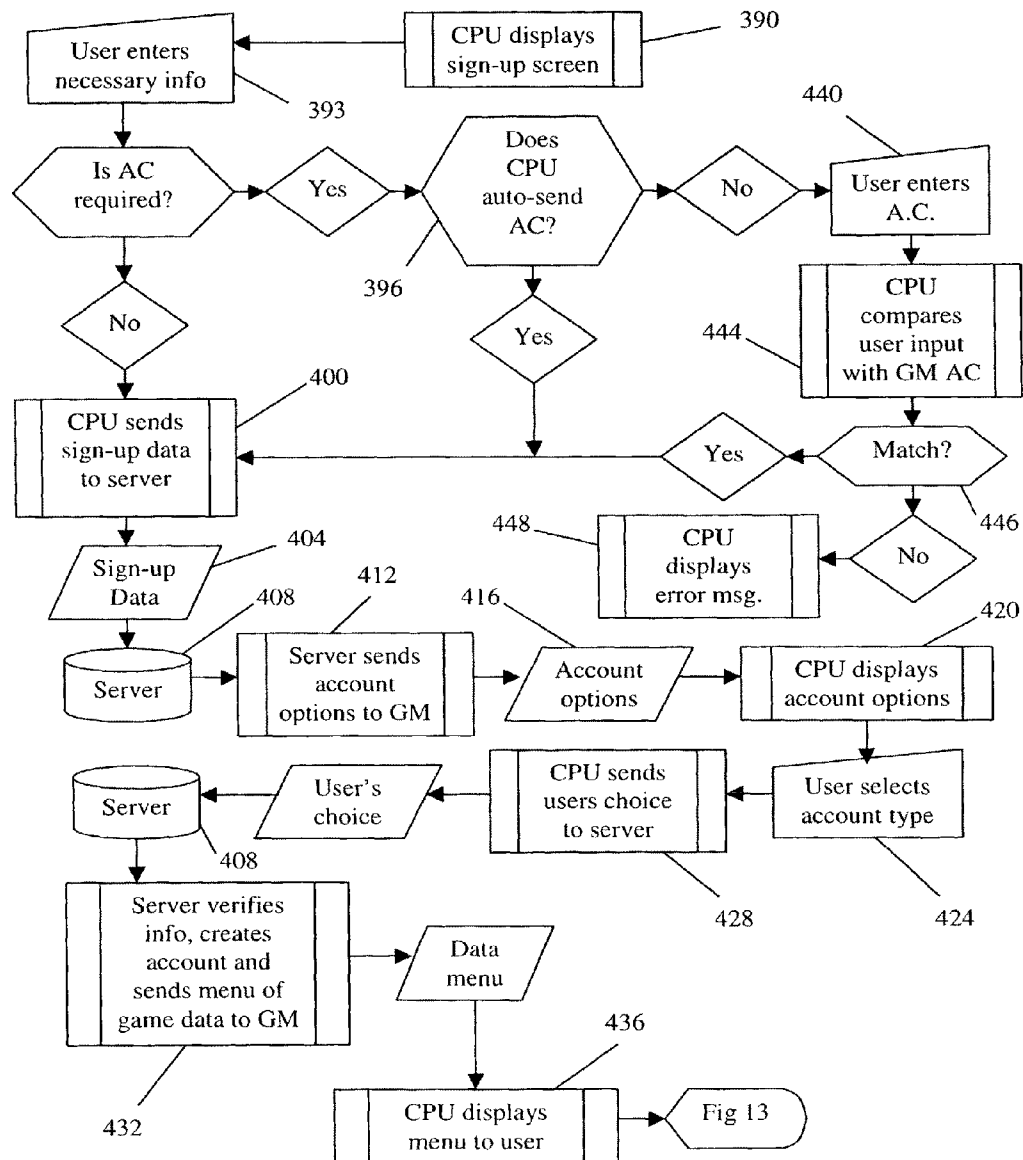 User enters
necessary info
CPU displays
sign-up screen
390
393
440
Is AC
required?
Yes
Does
CPU
auto-send
AC?
No
User enters
A.C.
396
No
Yes
CPU
compares
user input
with GM AC
444
400
CPU sends
sign-up data
to server
Yes
Match?
446
448
CPU
displays
error msg.
No
404
Sign-up
Data
408
412
416
420
Server
Server sends
account
options to GM
Account
options
CPU displays
account options
Server
User's
choice
CPU sends
users choice
to server
User selects
account type
408
428
424
Server verifies
info, creates
account and
sends menu of
game data to GM
Data
menu
432
436
CPU displays
menu to user
Fig 13